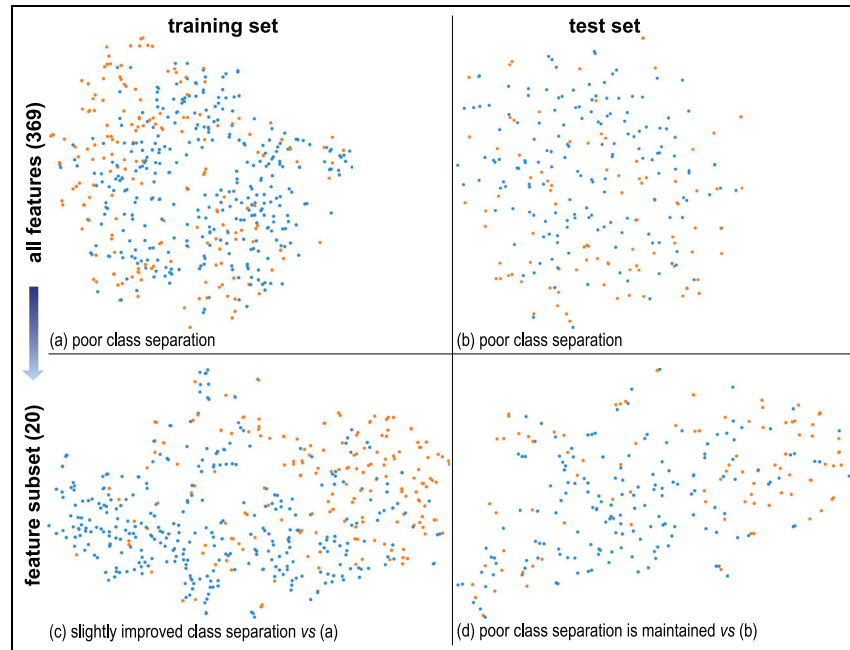 training set
test set
all features (369)
(a) poor class separation
(b) poor class separation
feature subset (20)
(c) slightly improved class separation vs (a)
(d) poor class separation is maintained vs (b)